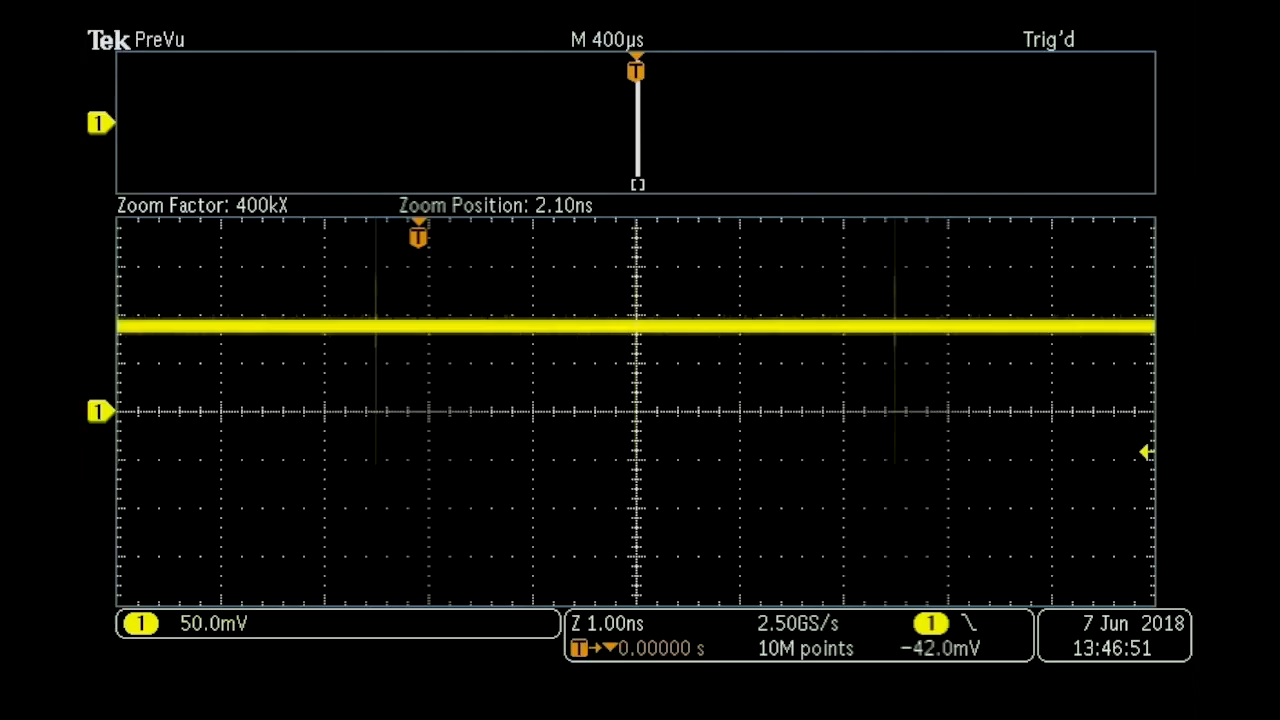 Tek PreVu M 400µs Trig'd
T
1
Zoom Factor: 400kX Zoom Position: 2.10ns
T
1
1 50.0mV Z 1.00ns 2.50GS/s 1 7 Jun 2018
T→▼0.00000 s 10M points −42.0mV 13:46:51